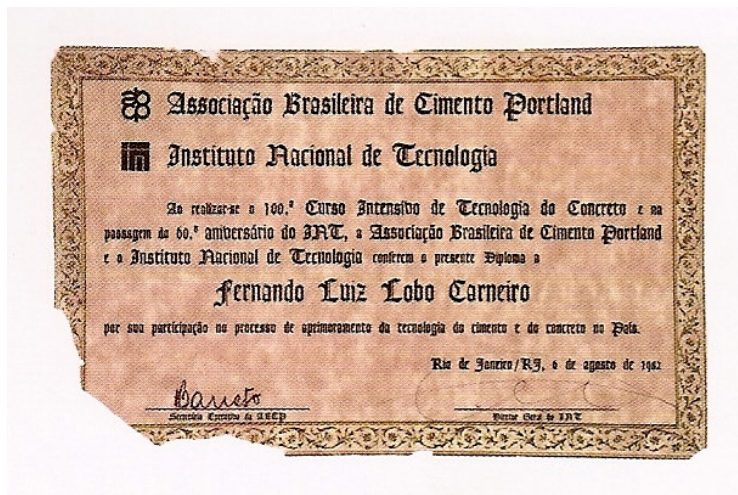 Associação Brasileira de Cimento Portland
Instituto Nacional de Tecnologia
Ao realizar-se o 100.º Curso Intensivo de Tecnologia do Concreto e na
passagem do 60.º aniversário do INT, a Associação Brasileira de Cimento Portland
e o Instituto Nacional de Tecnologia conferem o presente Diploma a
Fernando Luiz Lobo Carneiro
por sua participação no processo de aprimoramento da tecnologia do cimento e do concreto no País.
Rio de Janeiro/RJ, 6 de agosto de 1982
Barreto
Secretário Executivo da ABCP
Diretor Geral do INT